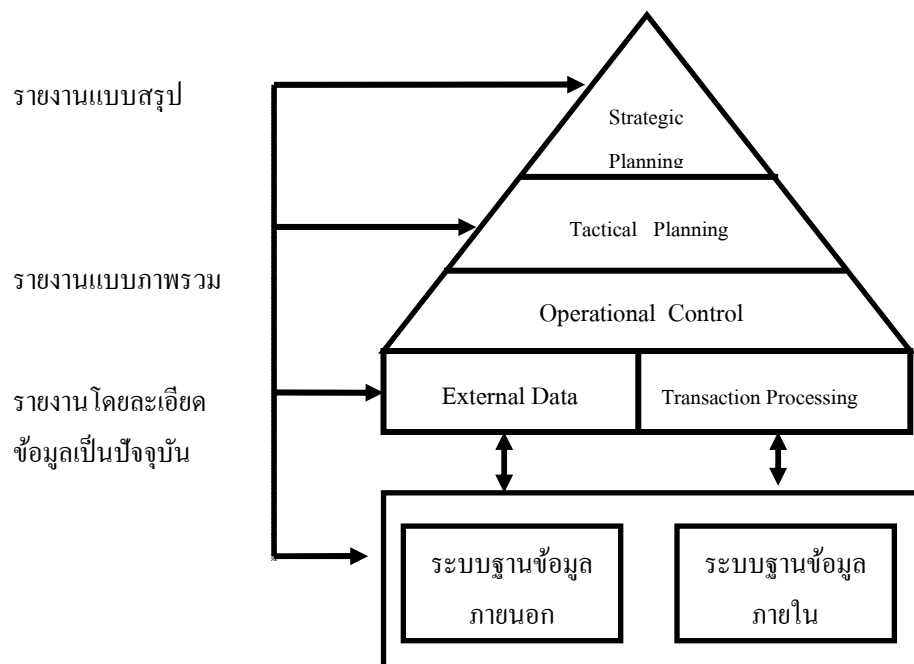 รายงานแบบสรุป
Strategic
Planning
Tactical Planning
รายงานแบบภาพรวม
Operational Control
รายงานโดยละเอียด
ข้อมูลเป็นปัจจุบัน
External Data
Transaction Processing
ระบบฐานข้อมูล
ภายนอก
ระบบฐานข้อมูล
ภายใน